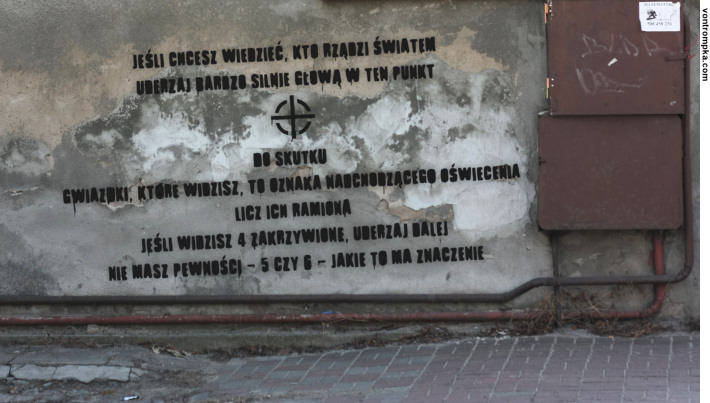 JEŚLI CHCESZ WIEDZIEĆ, KTO RZĄDZI ŚWIATEM
UDERZAJ BARDZO SILNIE GŁOWĄ W TEN PUNKT
DO SKUTKU
GWIAZDKI, KTÓRE WIDZISZ, TO OZNAKA NADCHODZĄCEGO OŚWIECENIA
LICZ ICH RAMIONA
JEŚLI WIDZISZ 4 ZAKRZYWIONE, UDERZAJ DALEJ
NIE MASZ PEWNOŚCI - 5 CZY 6 - JAKIE TO MA ZNACZENIE
vontrompka.com